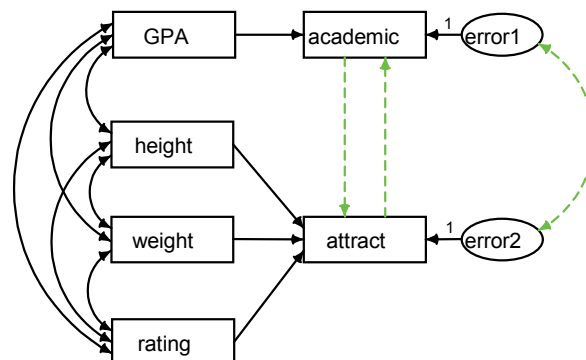 GPA
academic
1
error1
height
weight
attract
1
error2
rating